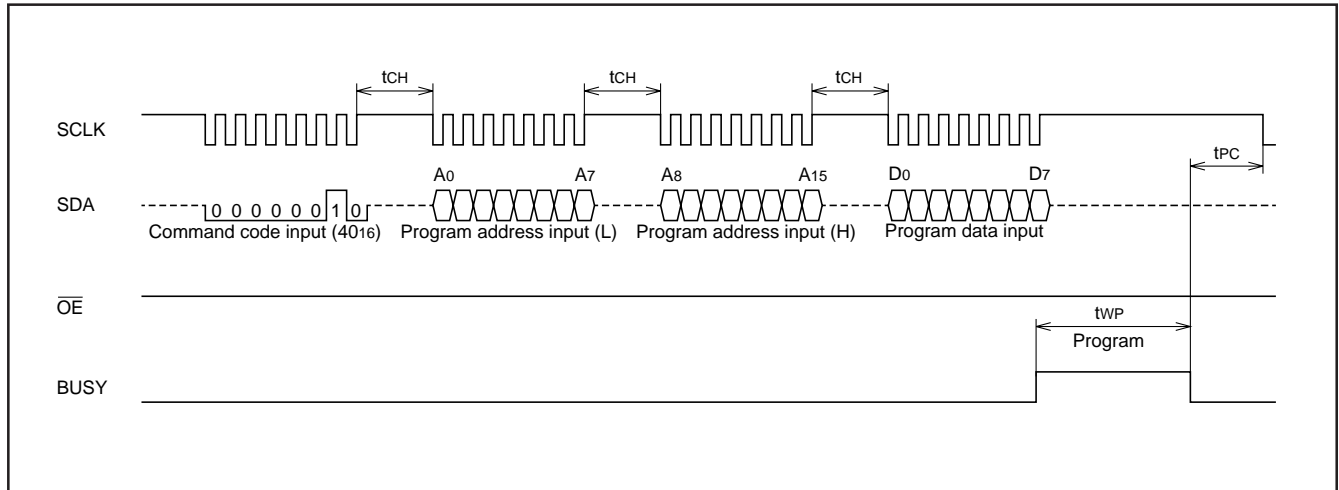 tCH tCH tCH
SCLK
tPC
A0 A7 A8 A15 D0 D7
SDA
0 0 0 0 0 0 1 0
Command code input (4016) Program address input (L) Program address input (H) Program data input
OE
tWP
Program
BUSY